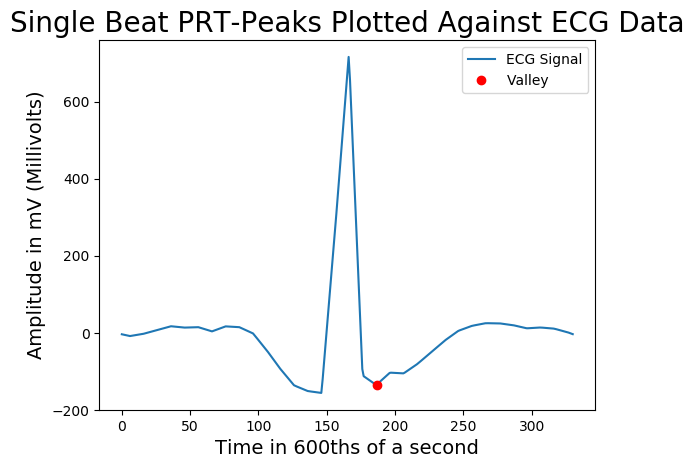 Single Beat PRT-Peaks Plotted Against ECG Data
ECG Signal
Valley
Amplitude in mV (Millivolts)
600
400
200
0
−200
0 50 100 150 200 250 300
Time in 600ths of a second